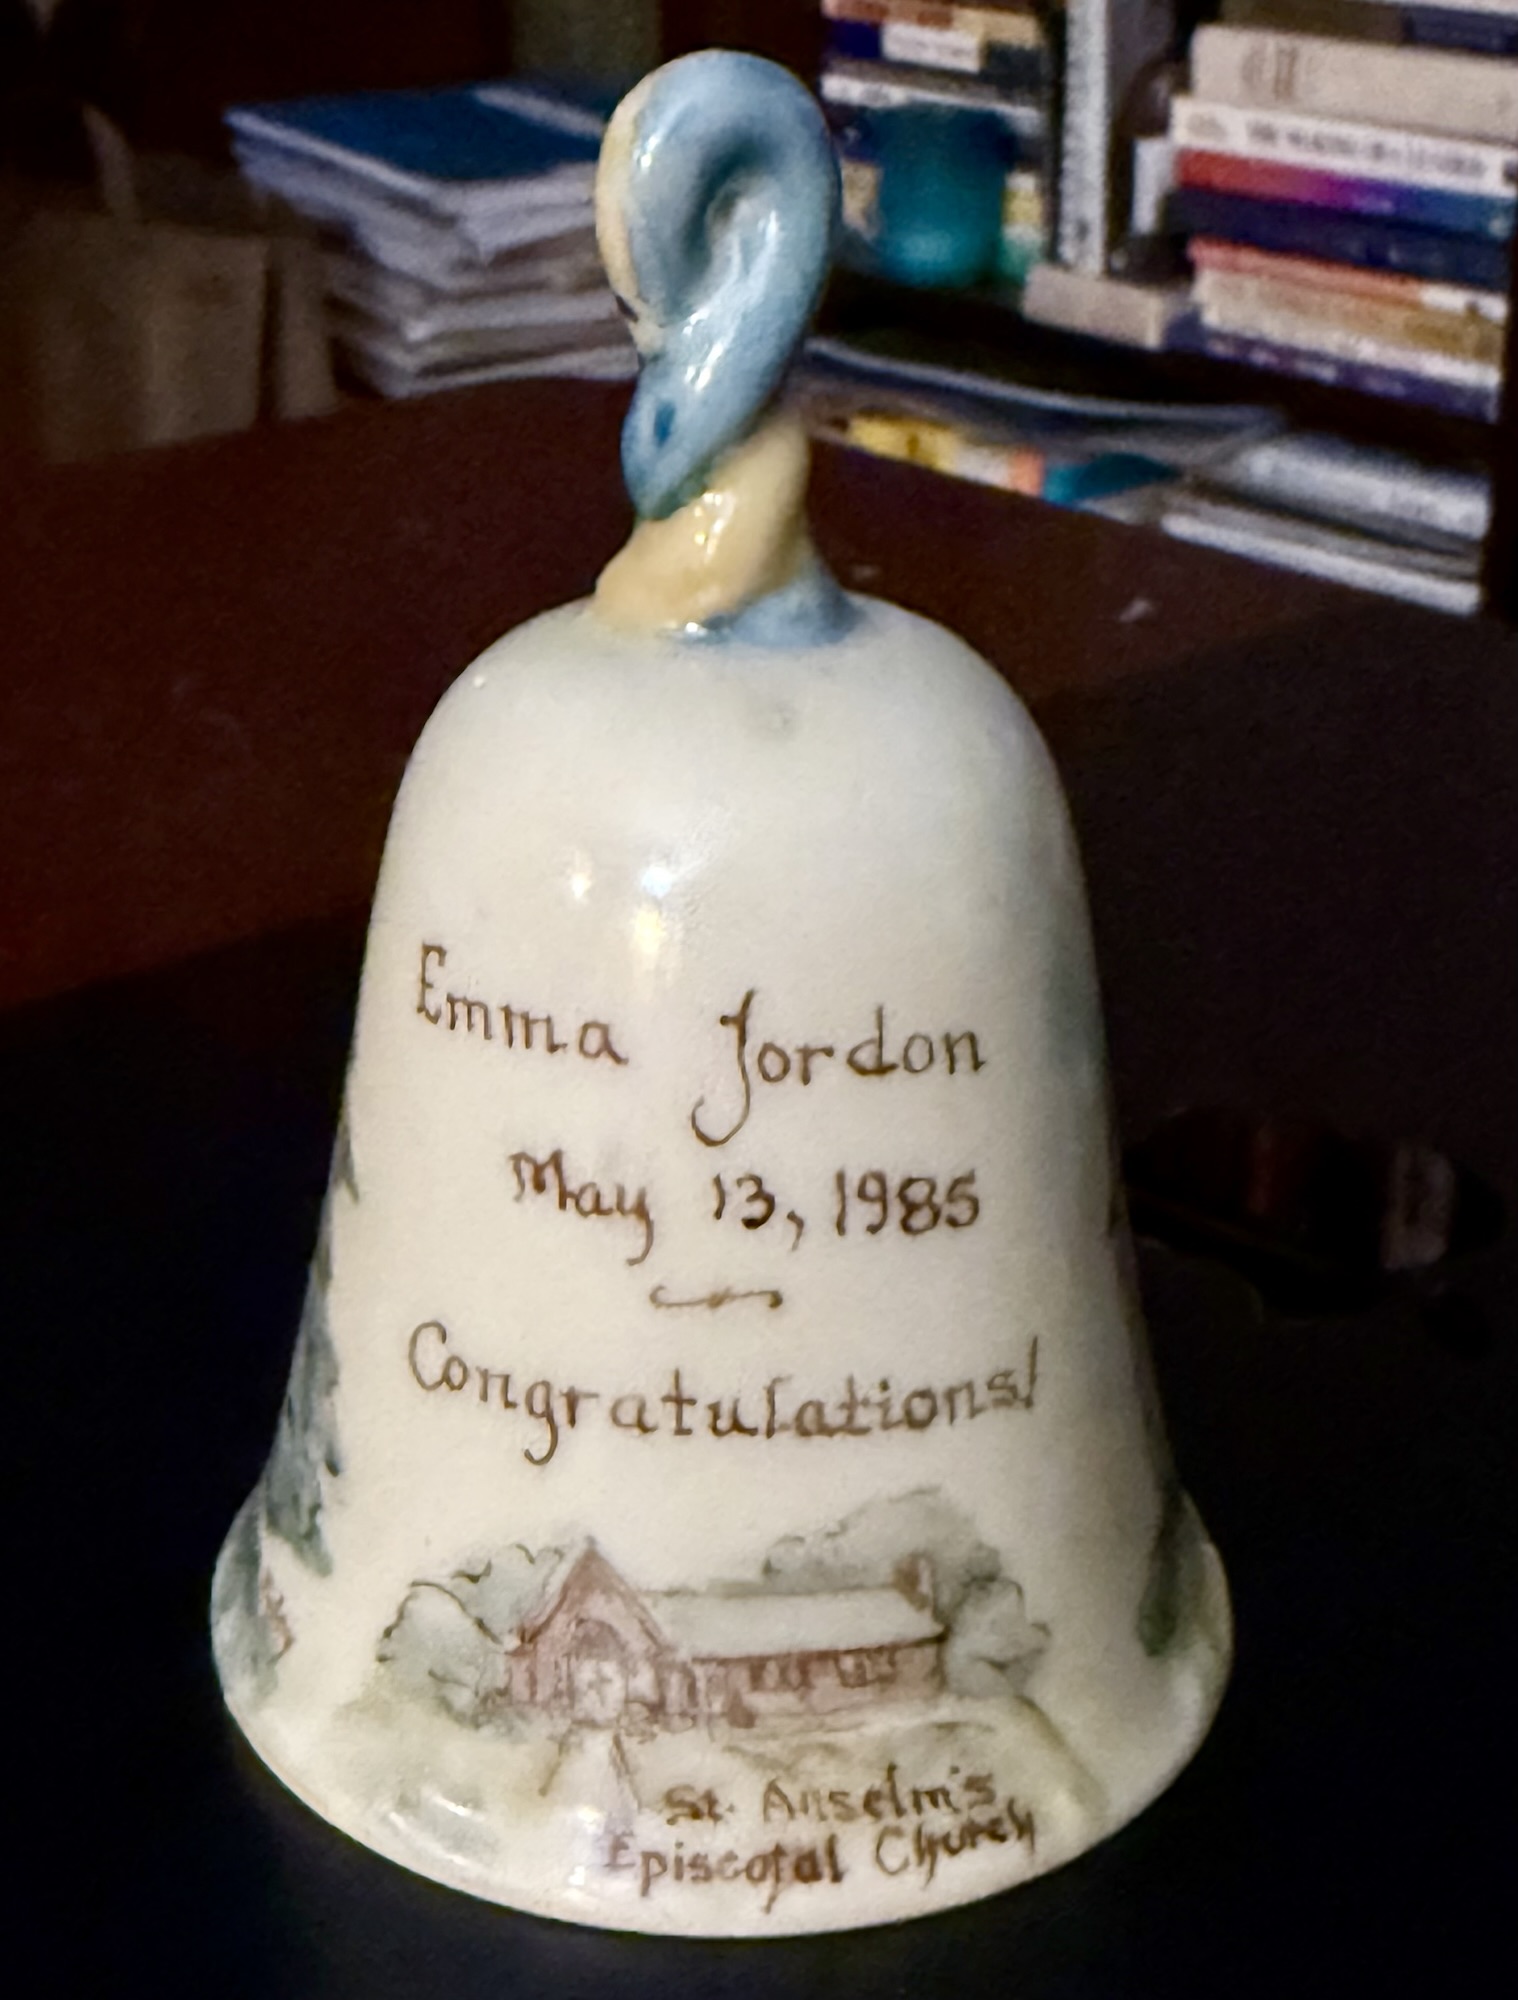 Emma Jordon
May 13, 1985
Congratulations!
St. Anselm's
Episcopal Church